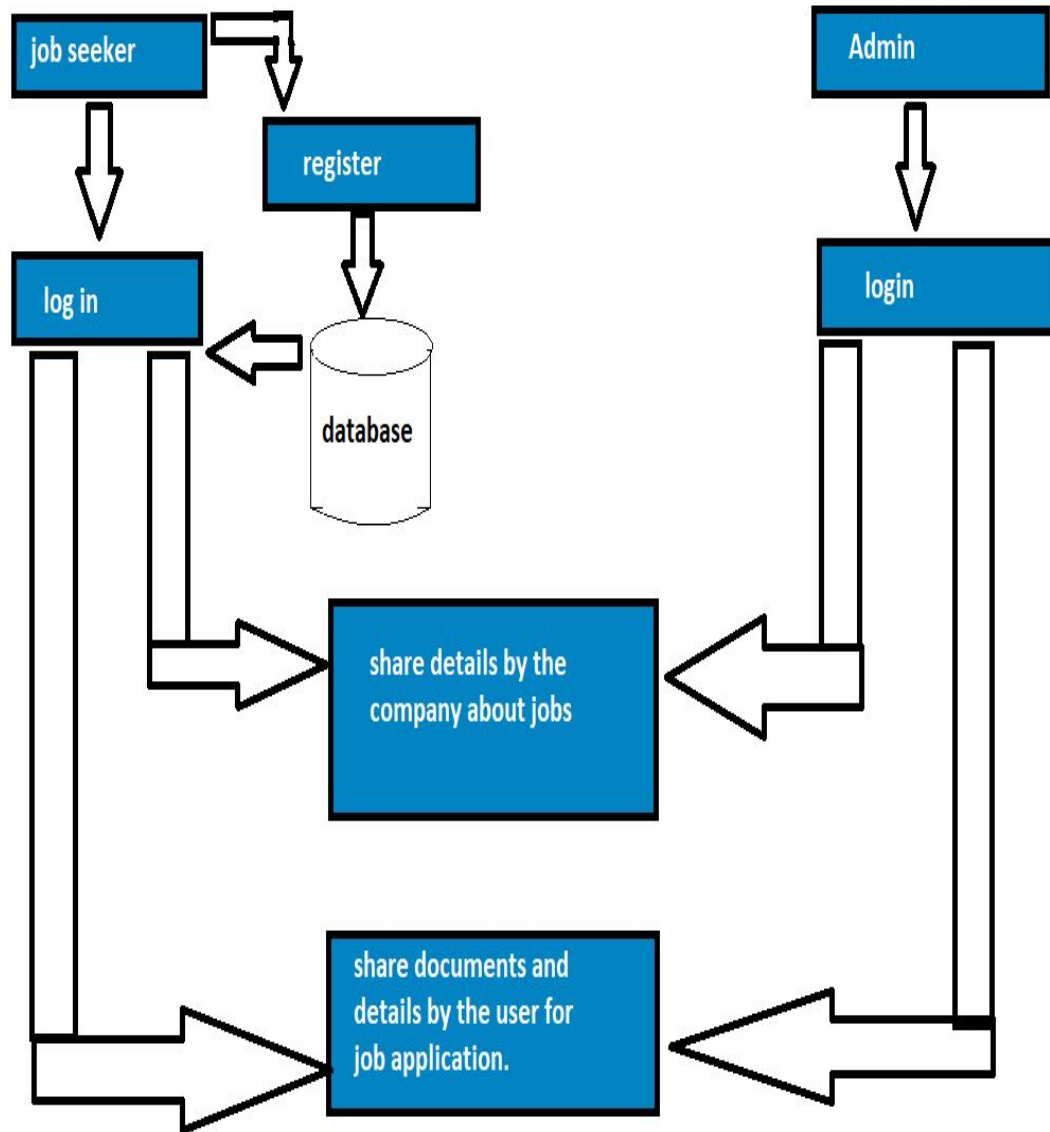 job seeker
Admin
register
log in
login
database
share details by the
company about jobs
share documents and
details by the user for
job application.